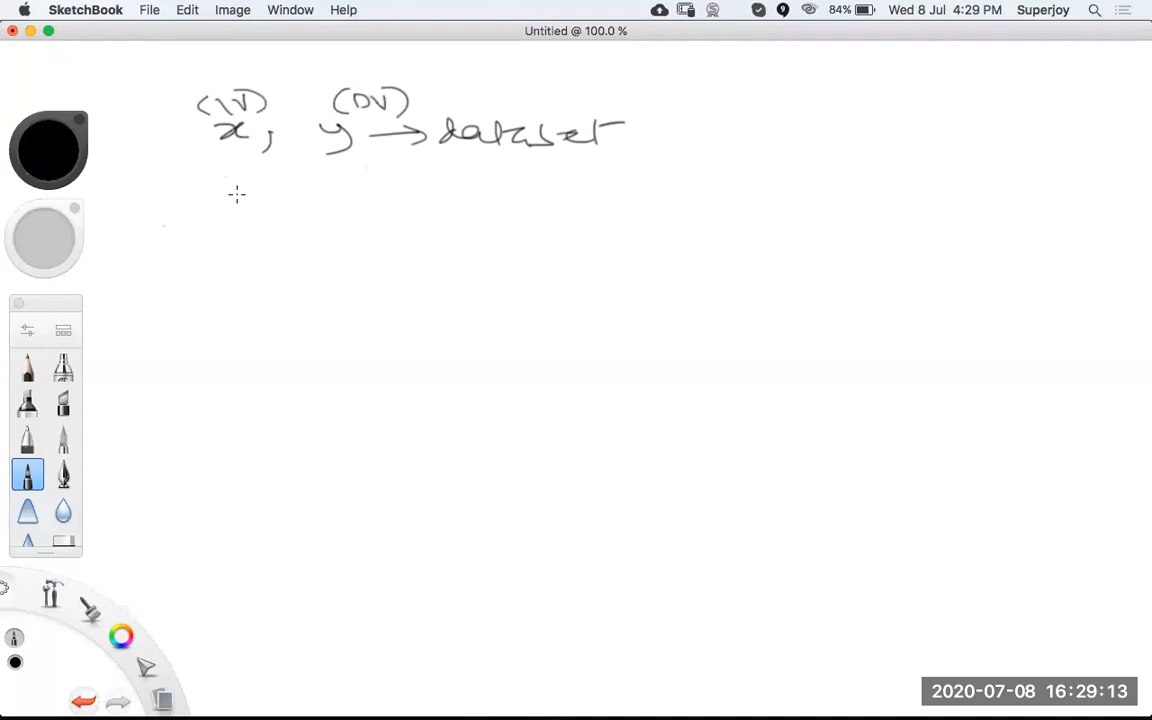 SketchBook File Edit Image Window Help 9 84% Wed 8 Jul 4:29 PM Superjoy
Untitled @ 100.0 %
(IV) (DV)
x, y → dataset
2020-07-08 16:29:13